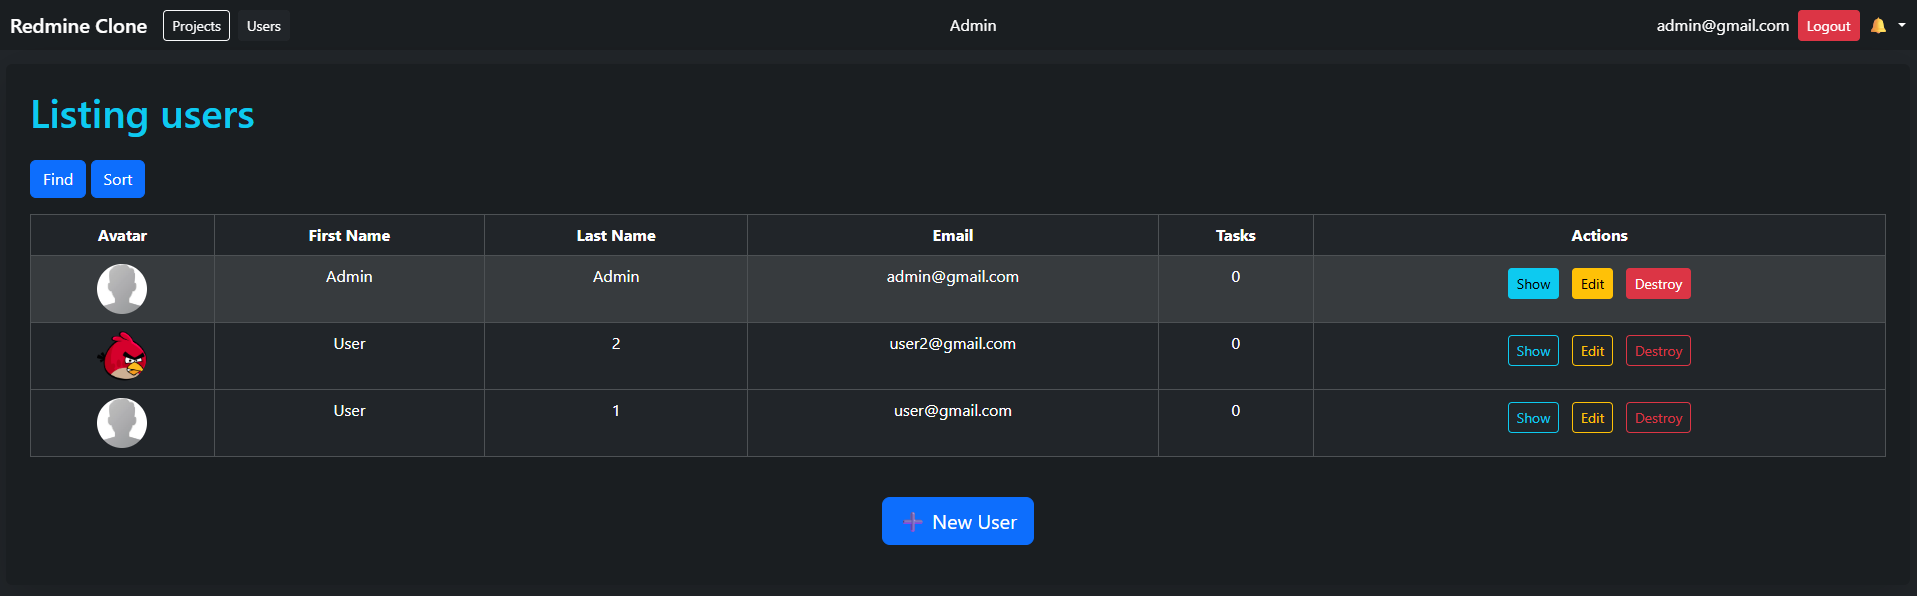 Redmine Clone Projects Users Admin admin@gmail.com Logout
Listing users
Find Sort
Avatar First Name Last Name Email Tasks Actions
Admin Admin admin@gmail.com 0 Show Edit Destroy
User 2 user2@gmail.com 0 Show Edit Destroy
User 1 user@gmail.com 0 Show Edit Destroy
New User